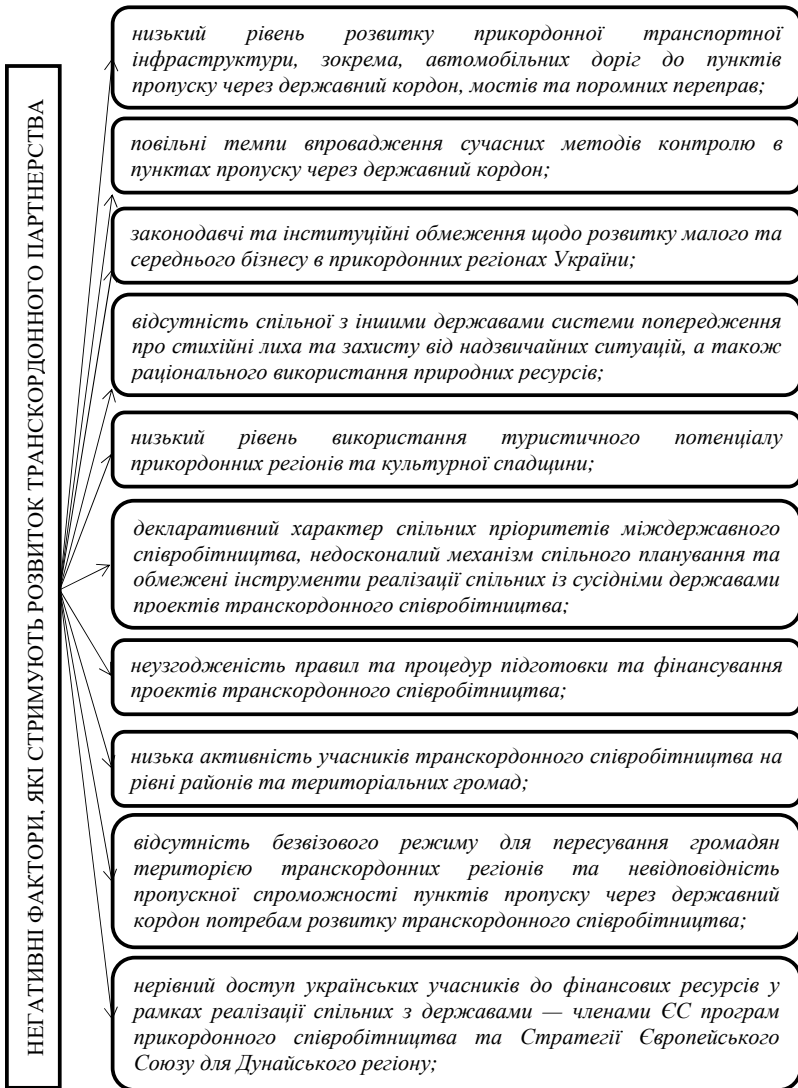 НЕГАТИВНІ ФАКТОРИ, ЯКІ СТРИМУЮТЬ РОЗВИТОК ТРАНСКОРДОННОГО ПАРТНЕРСТВА
низький рівень розвитку прикордонної транспортної
інфраструктури, зокрема, автомобільних доріг до пунктів
пропуску через державний кордон, мостів та поромних переправ;
повільні темпи впровадження сучасних методів контролю в
пунктах пропуску через державний кордон;
законодавчі та інституційні обмеження щодо розвитку малого та
середнього бізнесу в прикордонних регіонах України;
відсутність спільної з іншими державами системи попередження
про стихійні лиха та захисту від надзвичайних ситуацій, а також
раціонального використання природних ресурсів;
низький рівень використання туристичного потенціалу
прикордонних регіонів та культурної спадщини;
декларативний характер спільних пріоритетів міждержавного
співробітництва, недосконалий механізм спільного планування та
обмежені інструменти реалізації спільних із сусідніми державами
проектів транскордонного співробітництва;
неузгодженість правил та процедур підготовки та фінансування
проектів транскордонного співробітництва;
низька активність учасників транскордонного співробітництва на
рівні районів та територіальних громад;
відсутність безвізового режиму для пересування громадян
територією транскордонних регіонів та невідповідність
пропускної спроможності пунктів пропуску через державний
кордон потребам розвитку транскордонного співробітництва;
нерівний доступ українських учасників до фінансових ресурсів у
рамках реалізації спільних з державами — членами ЄС програм
прикордонного співробітництва та Стратегії Європейського
Союзу для Дунайського регіону;